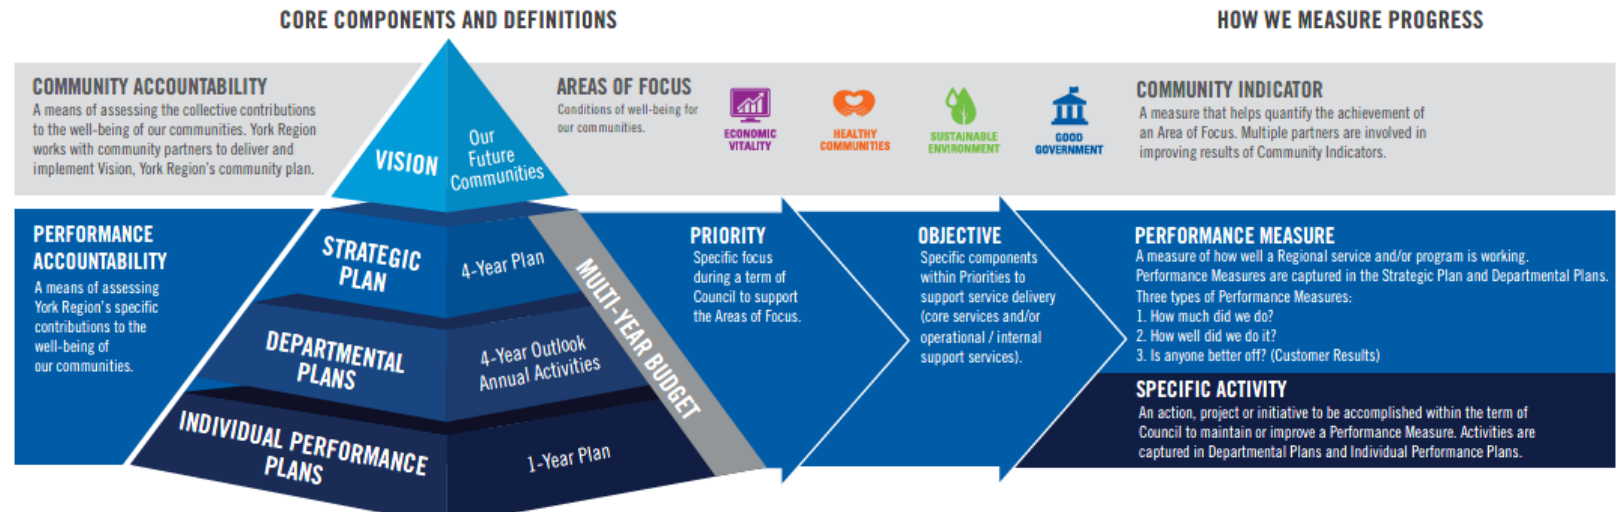 CORE COMPONENTS AND DEFINITIONS
HOW WE MEASURE PROGRESS
COMMUNITY ACCOUNTABILITY
A means of assessing the collective contributions
to the well-being of our communities. York Region
works with community partners to deliver and
implement Vision, York Region's community plan.
VISION
Our
Future
Communities
AREAS OF FOCUS
Conditions of well-being for
our communities.
ECONOMIC
VITALITY
HEALTHY
COMMUNITIES
SUSTAINABLE
ENVIRONMENT
GOOD
GOVERNMENT
COMMUNITY INDICATOR
A measure that helps quantify the achievement of
an Area of Focus. Multiple partners are involved in
improving results of Community Indicators.
PERFORMANCE
ACCOUNTABILITY
A means of assessing
York Region's specific
contributions to the
well-being of
our communities.
STRATEGIC
PLAN
4-Year Plan
DEPARTMENTAL
PLANS
4-Year Outlook
Annual Activities
INDIVIDUAL PERFORMANCE
PLANS
1-Year Plan
MULTI-YEAR BUDGET
PRIORITY
Specific focus
during a term of
Council to support
the Areas of Focus.
OBJECTIVE
Specific components
within Priorities to
support service delivery
(core services and/or
operational / internal
support services).
PERFORMANCE MEASURE
A measure of how well a Regional service and/or program is working.
Performance Measures are captured in the Strategic Plan and Departmental Plans.
Three types of Performance Measures:
1. How much did we do?
2. How well did we do it?
3. Is anyone better off? (Customer Results)
SPECIFIC ACTIVITY
An action, project or initiative to be accomplished within the term of
Council to maintain or improve a Performance Measure. Activities are
captured in Departmental Plans and Individual Performance Plans.